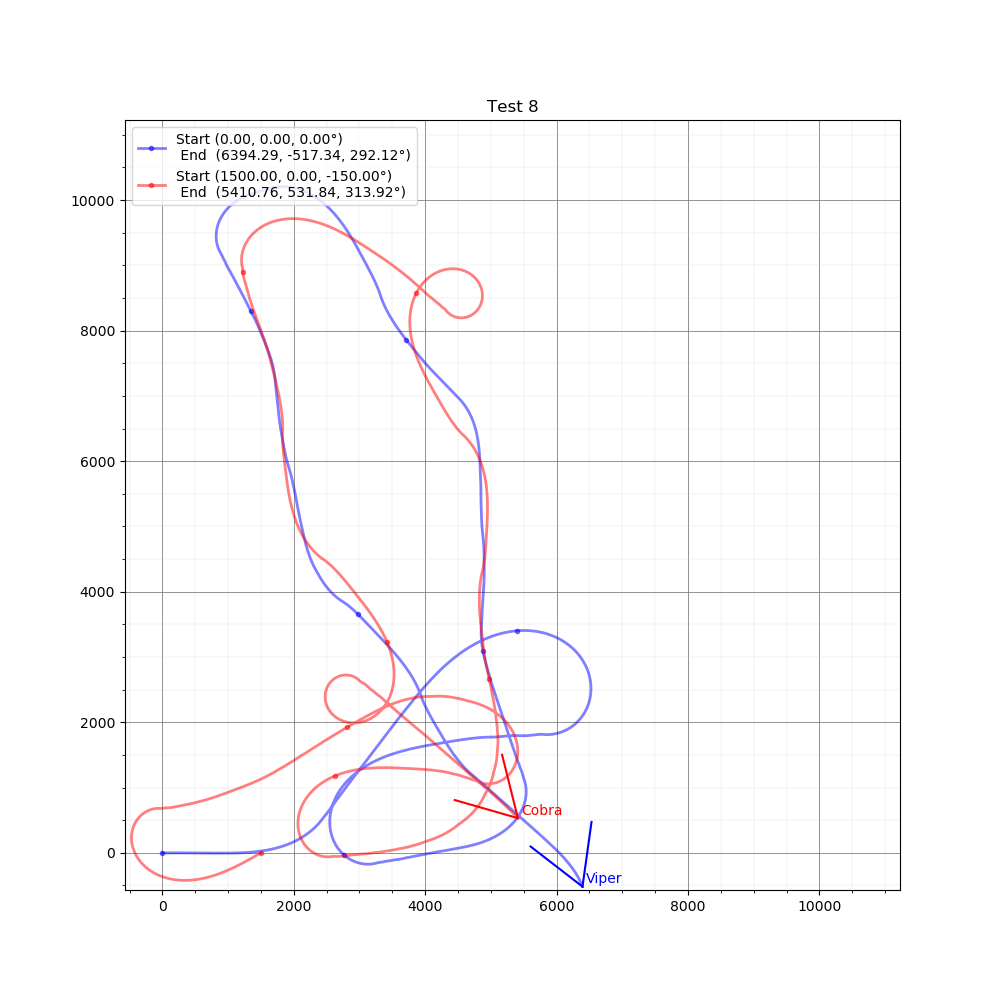 Test 8
Start (0.00, 0.00, 0.00°)
End (6394.29, -517.34, 292.12°)
Start (1500.00, 0.00, -150.00°)
End (5410.76, 531.84, 313.92°)
10000
8000
6000
4000
2000
0
Cobra
Viper
0 2000 4000 6000 8000 10000